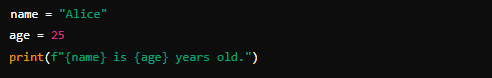 name = "Alice"
age = 25
print(f"{name} is {age} years old.")